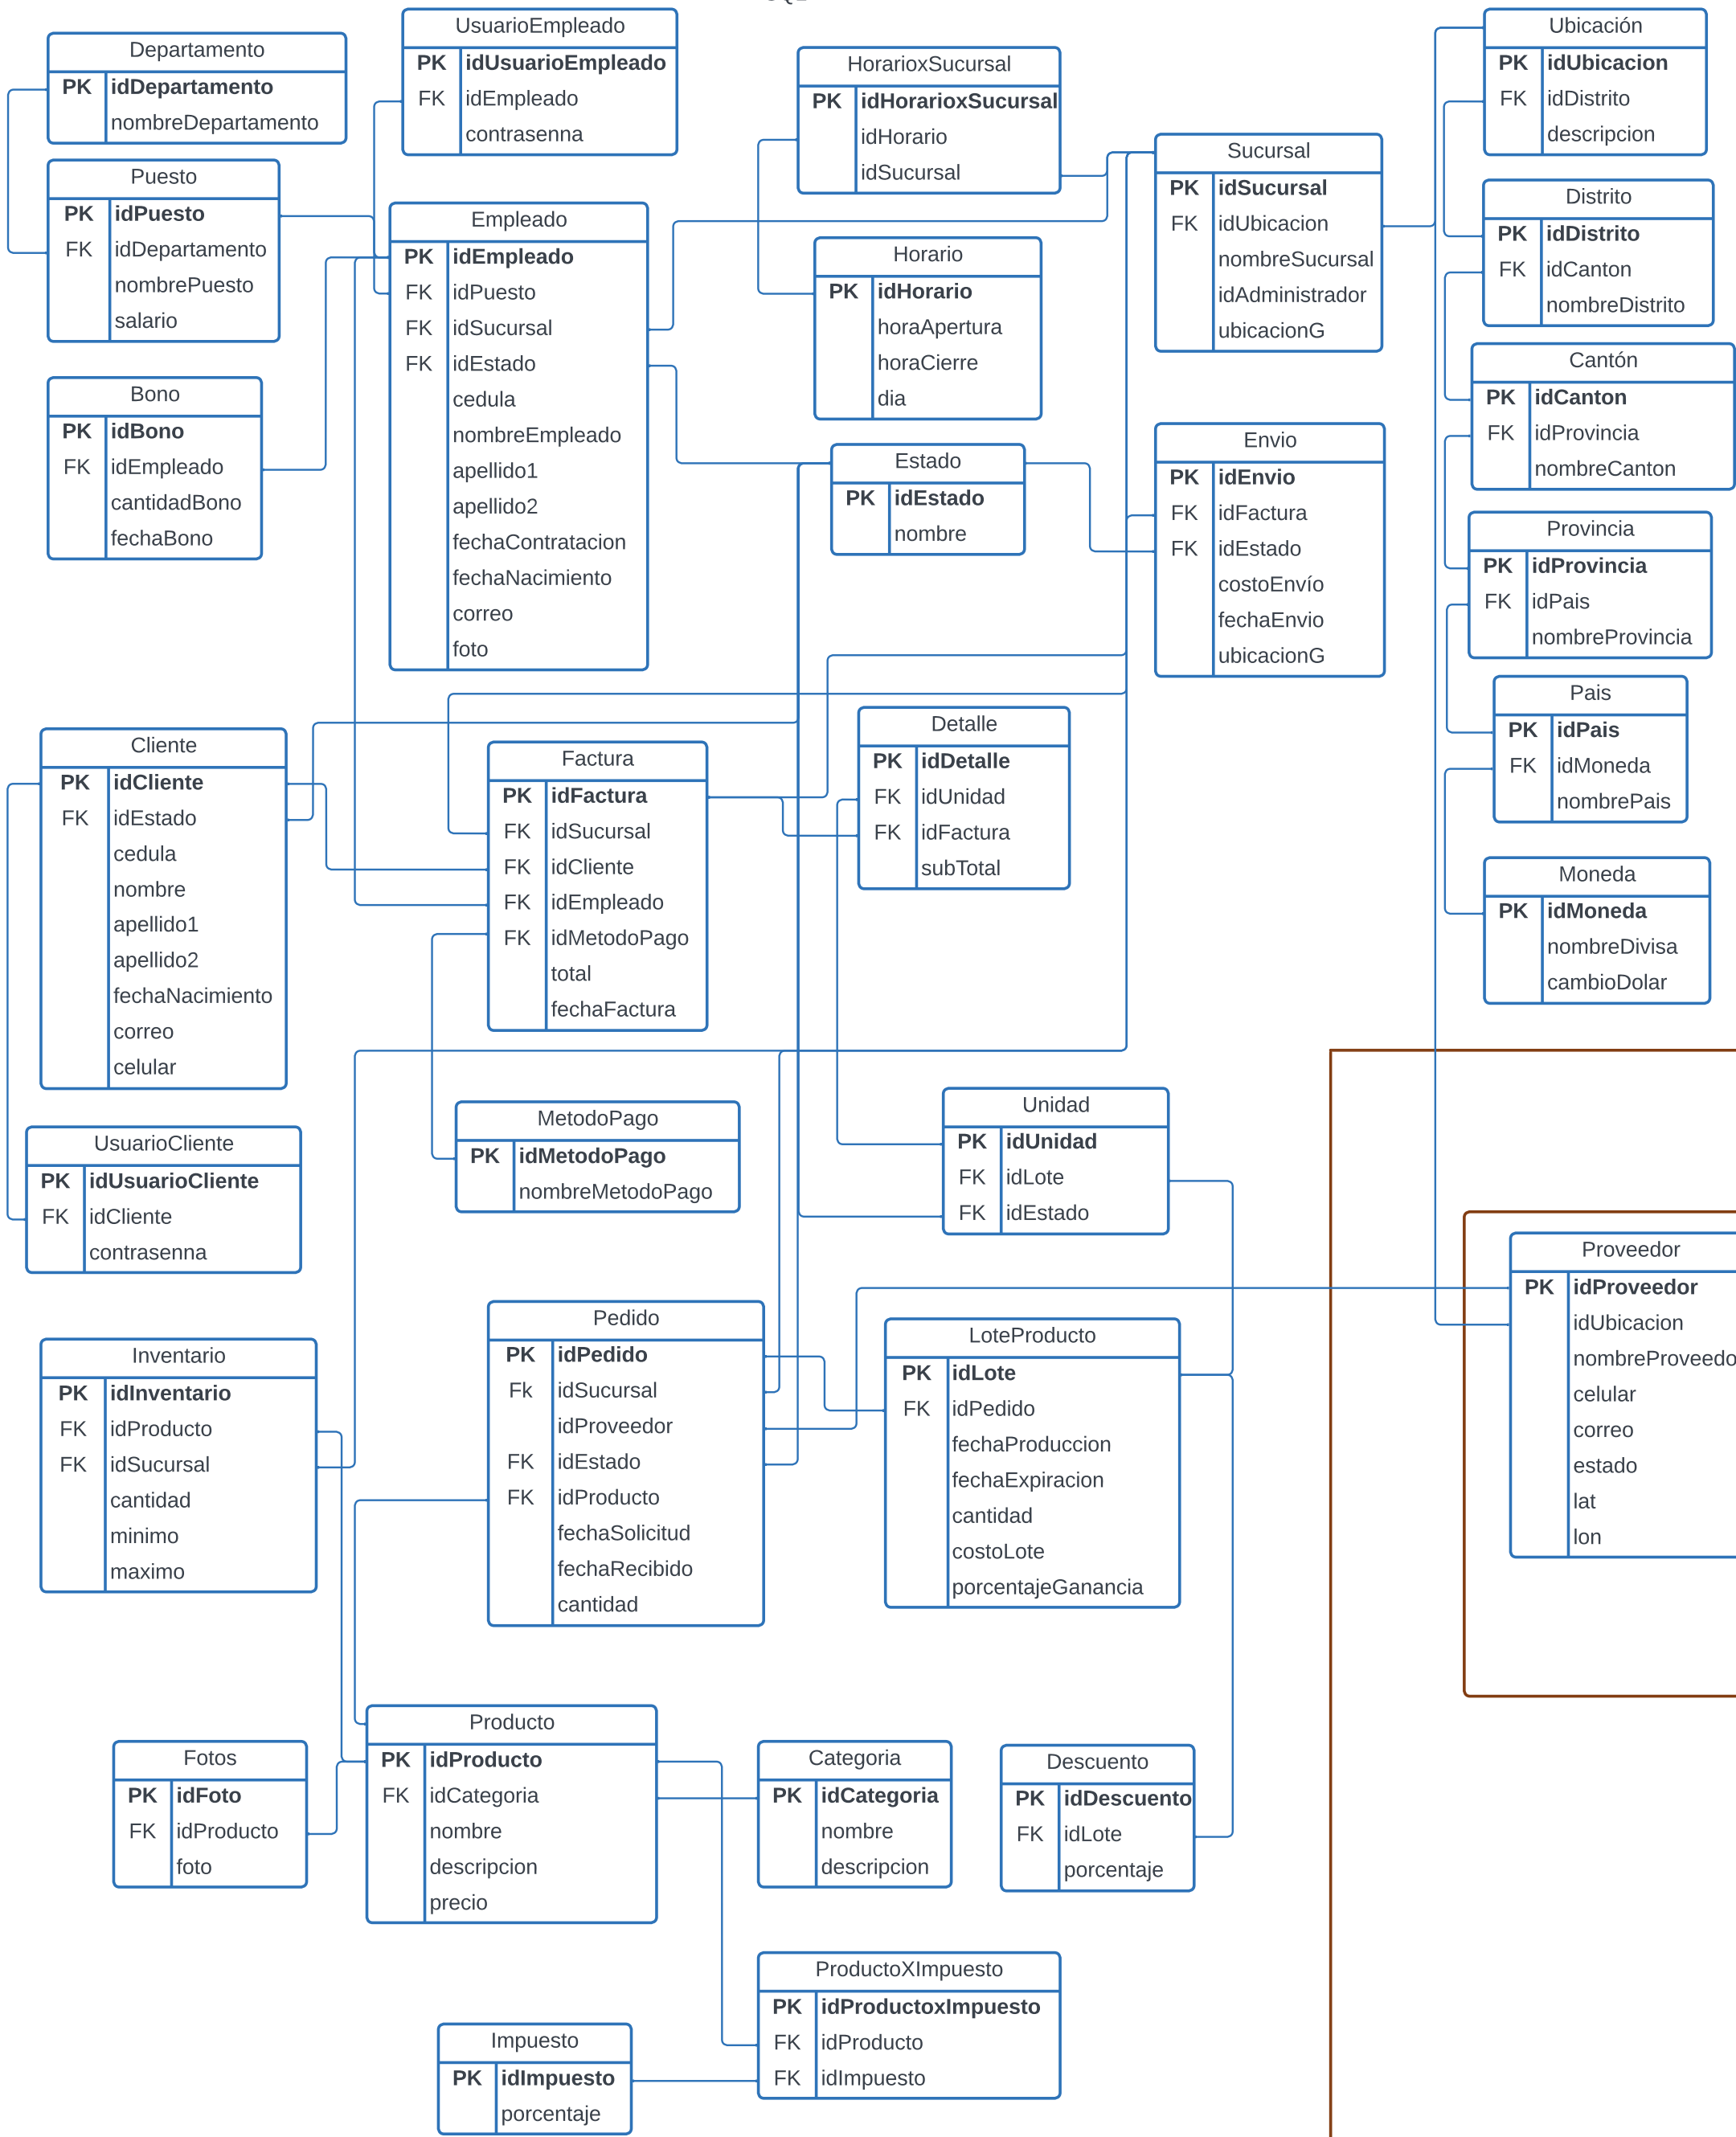 UsuarioEmpleado
PK idUsuarioEmpleado
FK idEmpleado
contrasenna
Departamento
PK idDepartamento
nombreDepartamento
Puesto
PK idPuesto
FK idDepartamento
nombrePuesto
salario
Bono
PK idBono
FK idEmpleado
cantidadBono
fechaBono
Empleado
PK idEmpleado
FK idPuesto
FK idSucursal
FK idEstado
cedula
nombreEmpleado
apellido1
apellido2
fechaContratacion
fechaNacimiento
correo
foto
HorarioxSucursal
PK idHorarioxSucursal
idHorario
idSucursal
Horario
PK idHorario
horaApertura
horaCierre
dia
Estado
PK idEstado
nombre
Sucursal
PK idSucursal
FK idUbicacion
nombreSucursal
idAdministrador
ubicacionG
Envio
PK idEnvio
FK idFactura
FK idEstado
costoEnvío
fechaEnvio
ubicacionG
Ubicación
PK idUbicacion
FK idDistrito
descripcion
Distrito
PK idDistrito
FK idCanton
nombreDistrito
Cantón
PK idCanton
FK idProvincia
nombreCanton
Provincia
PK idProvincia
FK idPais
nombreProvincia
Pais
PK idPais
FK idMoneda
nombrePais
Moneda
PK idMoneda
nombreDivisa
cambioDolar
Cliente
PK idCliente
FK idEstado
cedula
nombre
apellido1
apellido2
fechaNacimiento
correo
celular
Factura
PK idFactura
FK idSucursal
FK idCliente
FK idEmpleado
FK idMetodoPago
total
fechaFactura
Detalle
PK idDetalle
FK idUnidad
FK idFactura
subTotal
UsuarioCliente
PK idUsuarioCliente
FK idCliente
contrasenna
MetodoPago
PK idMetodoPago
nombreMetodoPago
Unidad
PK idUnidad
FK idLote
FK idEstado
Inventario
PK idInventario
FK idProducto
FK idSucursal
cantidad
minimo
maximo
Pedido
PK idPedido
Fk idSucursal
idProveedor
FK idEstado
FK idProducto
fechaSolicitud
fechaRecibido
cantidad
LoteProducto
PK idLote
FK idPedido
fechaProduccion
fechaExpiracion
cantidad
costoLote
porcentajeGanancia
Proveedor
PK idProveedor
idUbicacion
nombreProveedo
celular
correo
estado
lat
lon
Fotos
PK idFoto
FK idProducto
foto
Producto
PK idProducto
FK idCategoria
nombre
descripcion
precio
Categoria
PK idCategoria
nombre
descripcion
Descuento
PK idDescuento
FK idLote
porcentaje
ProductoXImpuesto
PK idProductoxImpuesto
FK idProducto
FK idImpuesto
Impuesto
PK idImpuesto
porcentaje